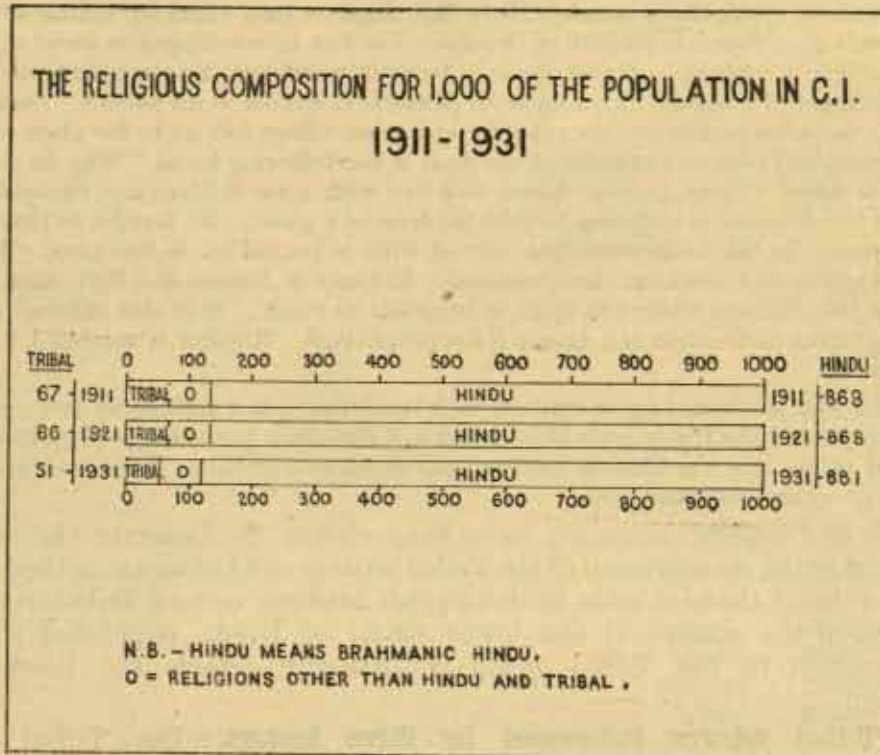 THE RELIGIOUS COMPOSITION FOR 1,000 OF THE POPULATION IN C.I.
1911-1931
TRIBAL 0 100 200 300 400 500 600 700 800 900 1000 HINDU
67 1911 TRIBAL O HINDU 1911 868
66 1921 TRIBAL O HINDU 1921 868
51 1931 TRIBAL O HINDU 1931 881
0 100 200 300 400 500 600 700 800 900 1000
N.B. - HINDU MEANS BRAHMANIC HINDU.
O = RELIGIONS OTHER THAN HINDU AND TRIBAL.